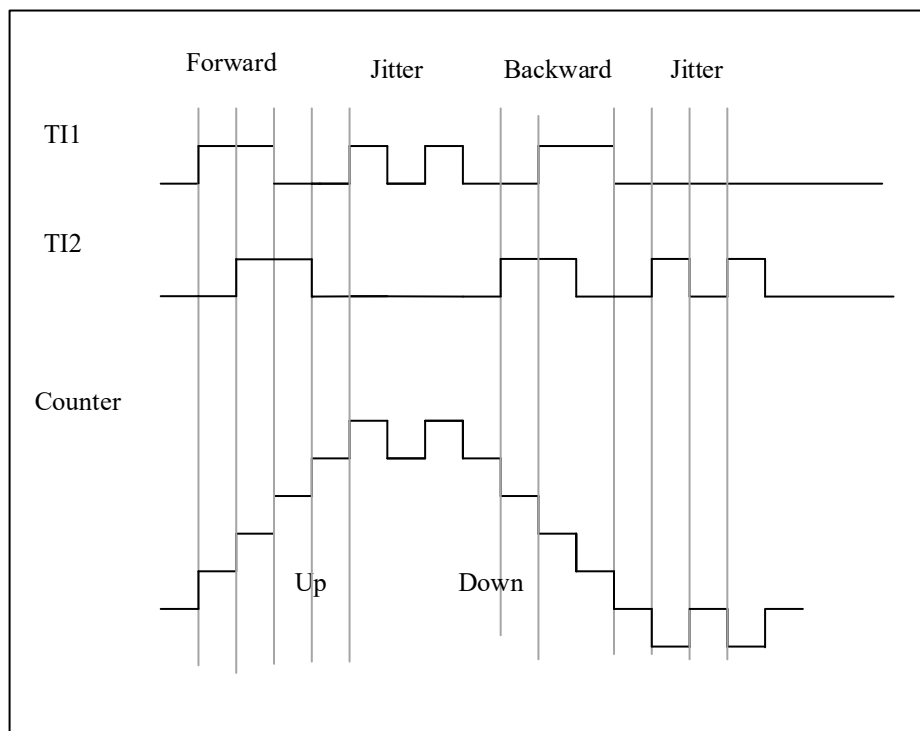 Forward
Jitter
Backward
Jitter
TI1
TI2
Counter
Up
Down